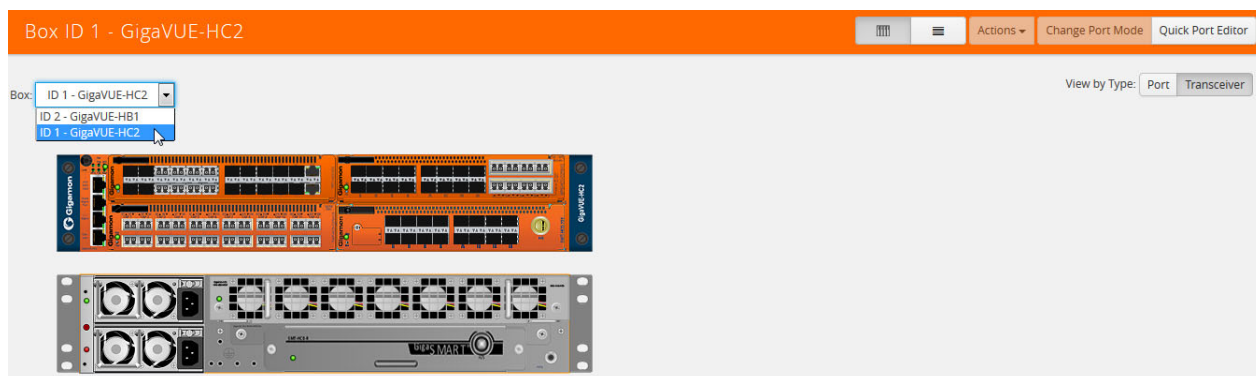 Box ID 1 - GigaVUE-HC2
Actions
Change Port Mode
Quick Port Editor
Box:
ID 1 - GigaVUE-HC2
View by Type:
Port
Transceiver
ID 2 - GigaVUE-HB1
ID 1 - GigaVUE-HC2
Gigamon
GigaVUE-HC2
GigaSMART